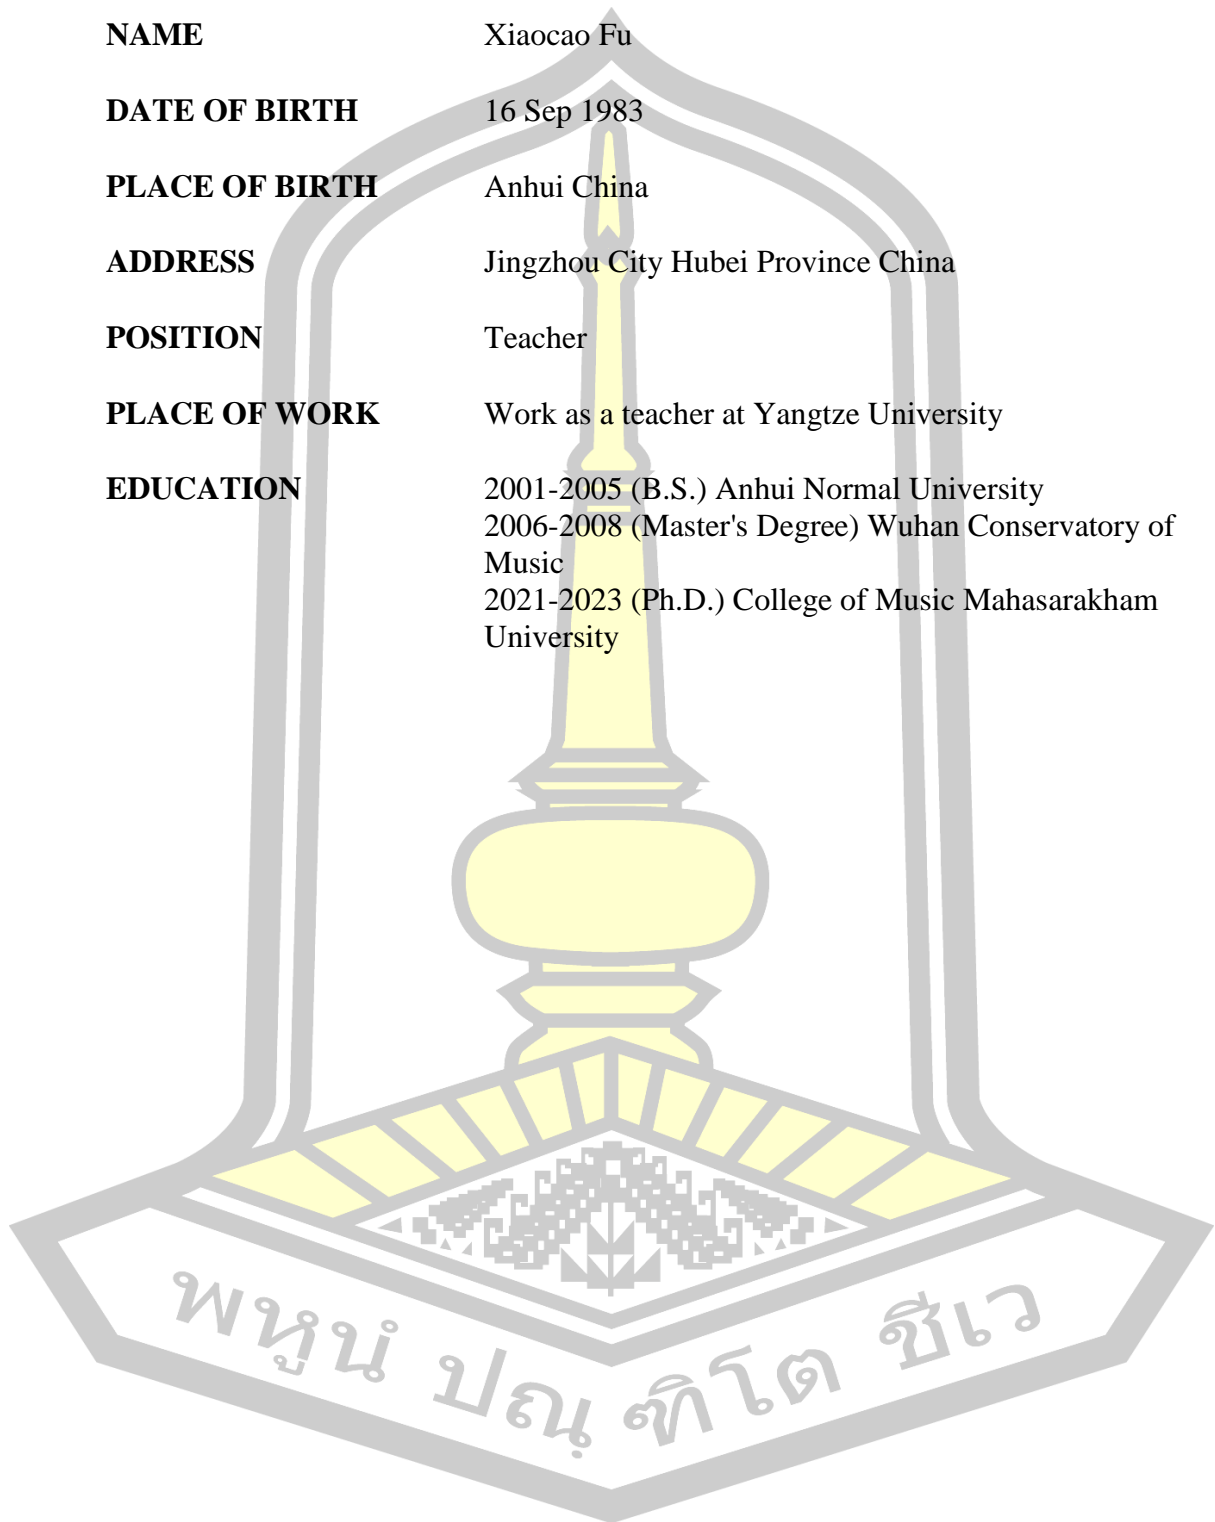 NAME Xiaocao Fu
DATE OF BIRTH 16 Sep 1983
PLACE OF BIRTH Anhui China
ADDRESS Jingzhou City Hubei Province China
POSITION Teacher
PLACE OF WORK Work as a teacher at Yangtze University
EDUCATION 2001-2005 (B.S.) Anhui Normal University
2006-2008 (Master's Degree) Wuhan Conservatory of
Music
2021-2023 (Ph.D.) College of Music Mahasarakham
University
พหูนํ ปณฺ ฑิโต ชีเว